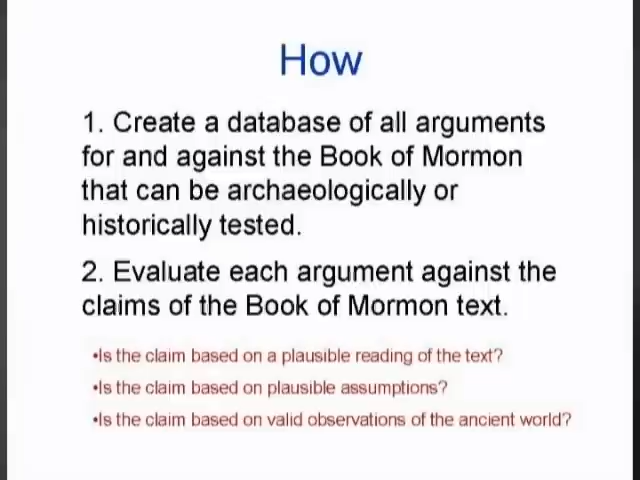 How
1. Create a database of all arguments
for and against the Book of Mormon
that can be archaeologically or
historically tested.
2. Evaluate each argument against the
claims of the Book of Mormon text.
•Is the claim based on a plausible reading of the text?
•Is the claim based on plausible assumptions?
•Is the claim based on valid observations of the ancient world?